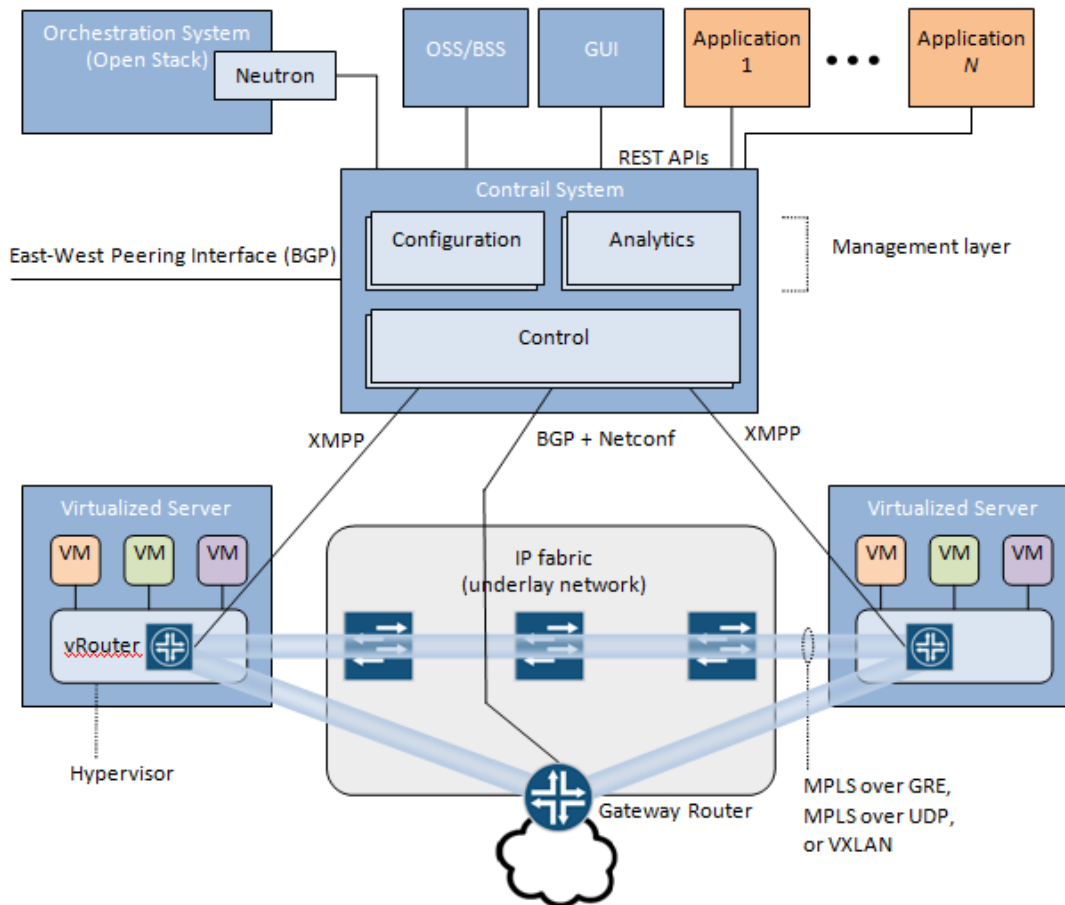 Orchestration System
(Open Stack)
Neutron
OSS/BSS
GUI
Application
1
Application
N
REST APIs
Contrail System
Configuration
Analytics
Management layer
East-West Peering Interface (BGP)
Control
XMPP
BGP + Netconf
XMPP
Virtualized Server
VM
VM
VM
vRouter
Hypervisor
IP fabric
(underlay network)
Virtualized Server
VM
VM
VM
Gateway Router
MPLS over GRE,
MPLS over UDP,
or VXLAN